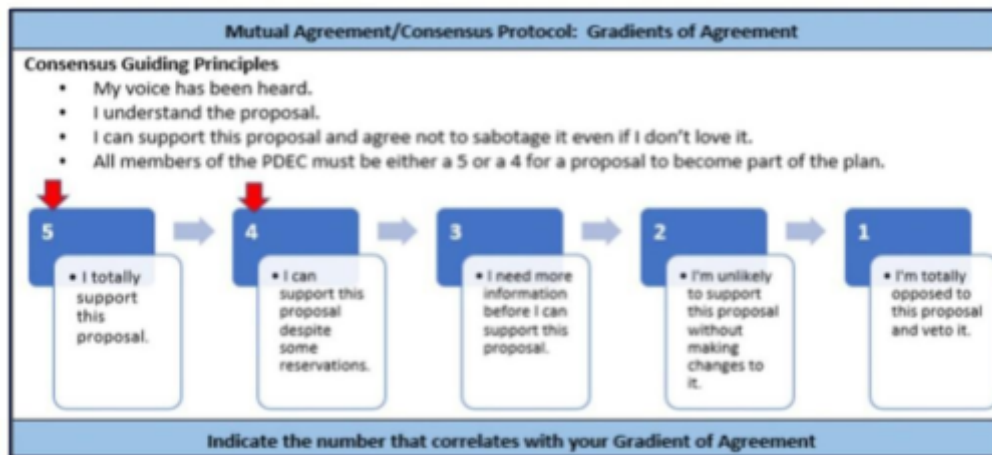 Mutual Agreement/Consensus Protocol: Gradients of Agreement
Consensus Guiding Principles
• My voice has been heard.
• I understand the proposal.
• I can support this proposal and agree not to sabotage it even if I don't love it.
• All members of the PDEC must be either a 5 or a 4 for a proposal to become part of the plan.
5
• I totally
support
this
proposal.
4
• I can
support this
proposal
despite
some
reservations.
3
• I need more
information
before I can
support this
proposal.
2
• I'm unlikely
to support
this proposal
without
making
changes to
it.
1
• I'm totally
opposed to
this proposal
and veto it.
Indicate the number that correlates with your Gradient of Agreement